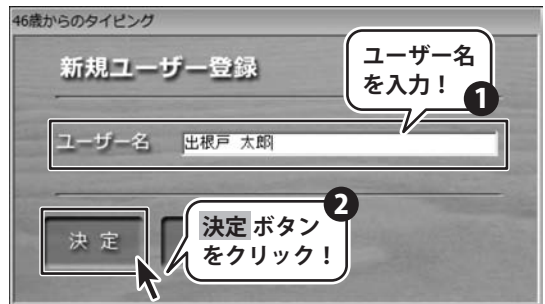 46歳からのタイピング
新規ユーザー登録
ユーザー名
を入力！
1
ユーザー名 出根戸 太郎
2
決定
決定 ボタン
をクリック！